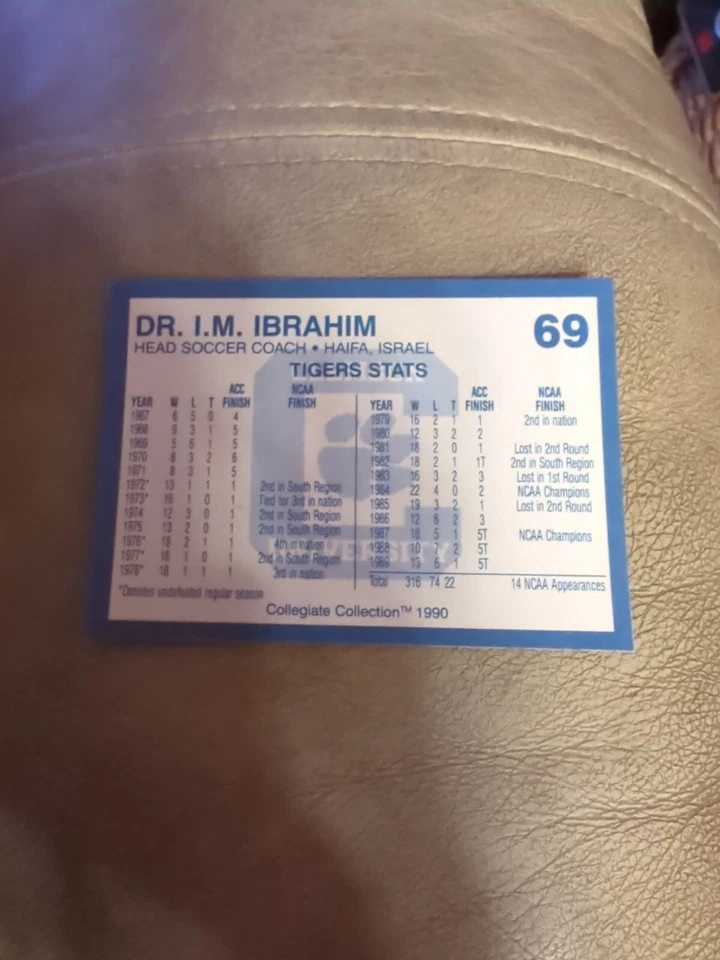 DR. I.M. IBRAHIM 69
HEAD SOCCER COACH • HAIFA, ISRAEL
TIGERS STATS
YEAR W L T ACC FINISH NCAA FINISH
1967 6 5 0 4
1968 9 3 1 5
1969 5 6 1 5
1970 8 3 2 6
1971 8 3 1 5
1972* 13 1 1 1 2nd in South Region
1973* 16 1 0 1 Tied for 3rd in nation
1974 12 3 0 1 2nd in South Region
1975 13 2 0 1 2nd in South Region
1976* 18 2 1 1 4th in nation
1977* 18 1 0 1 2nd in South Region
1978* 18 1 1 1 3rd in nation
*Denotes undefeated regular season
YEAR W L T ACC FINISH NCAA FINISH
1979 16 2 1 1 2nd in nation
1980 12 3 2 2
1981 18 2 0 1 Lost in 2nd Round
1982 18 2 1 1T 2nd in South Region
1983 16 3 2 3 Lost in 1st Round
1984 22 4 0 2 NCAA Champions
1985 19 3 2 1 Lost in 2nd Round
1986 12 6 2 3
1987 18 5 1 5T NCAA Champions
1988 10 7 2 5T
1989 13 6 1 5T
Total 316 74 22 14 NCAA Appearances
Collegiate Collection™ 1990
UNIVERSITY